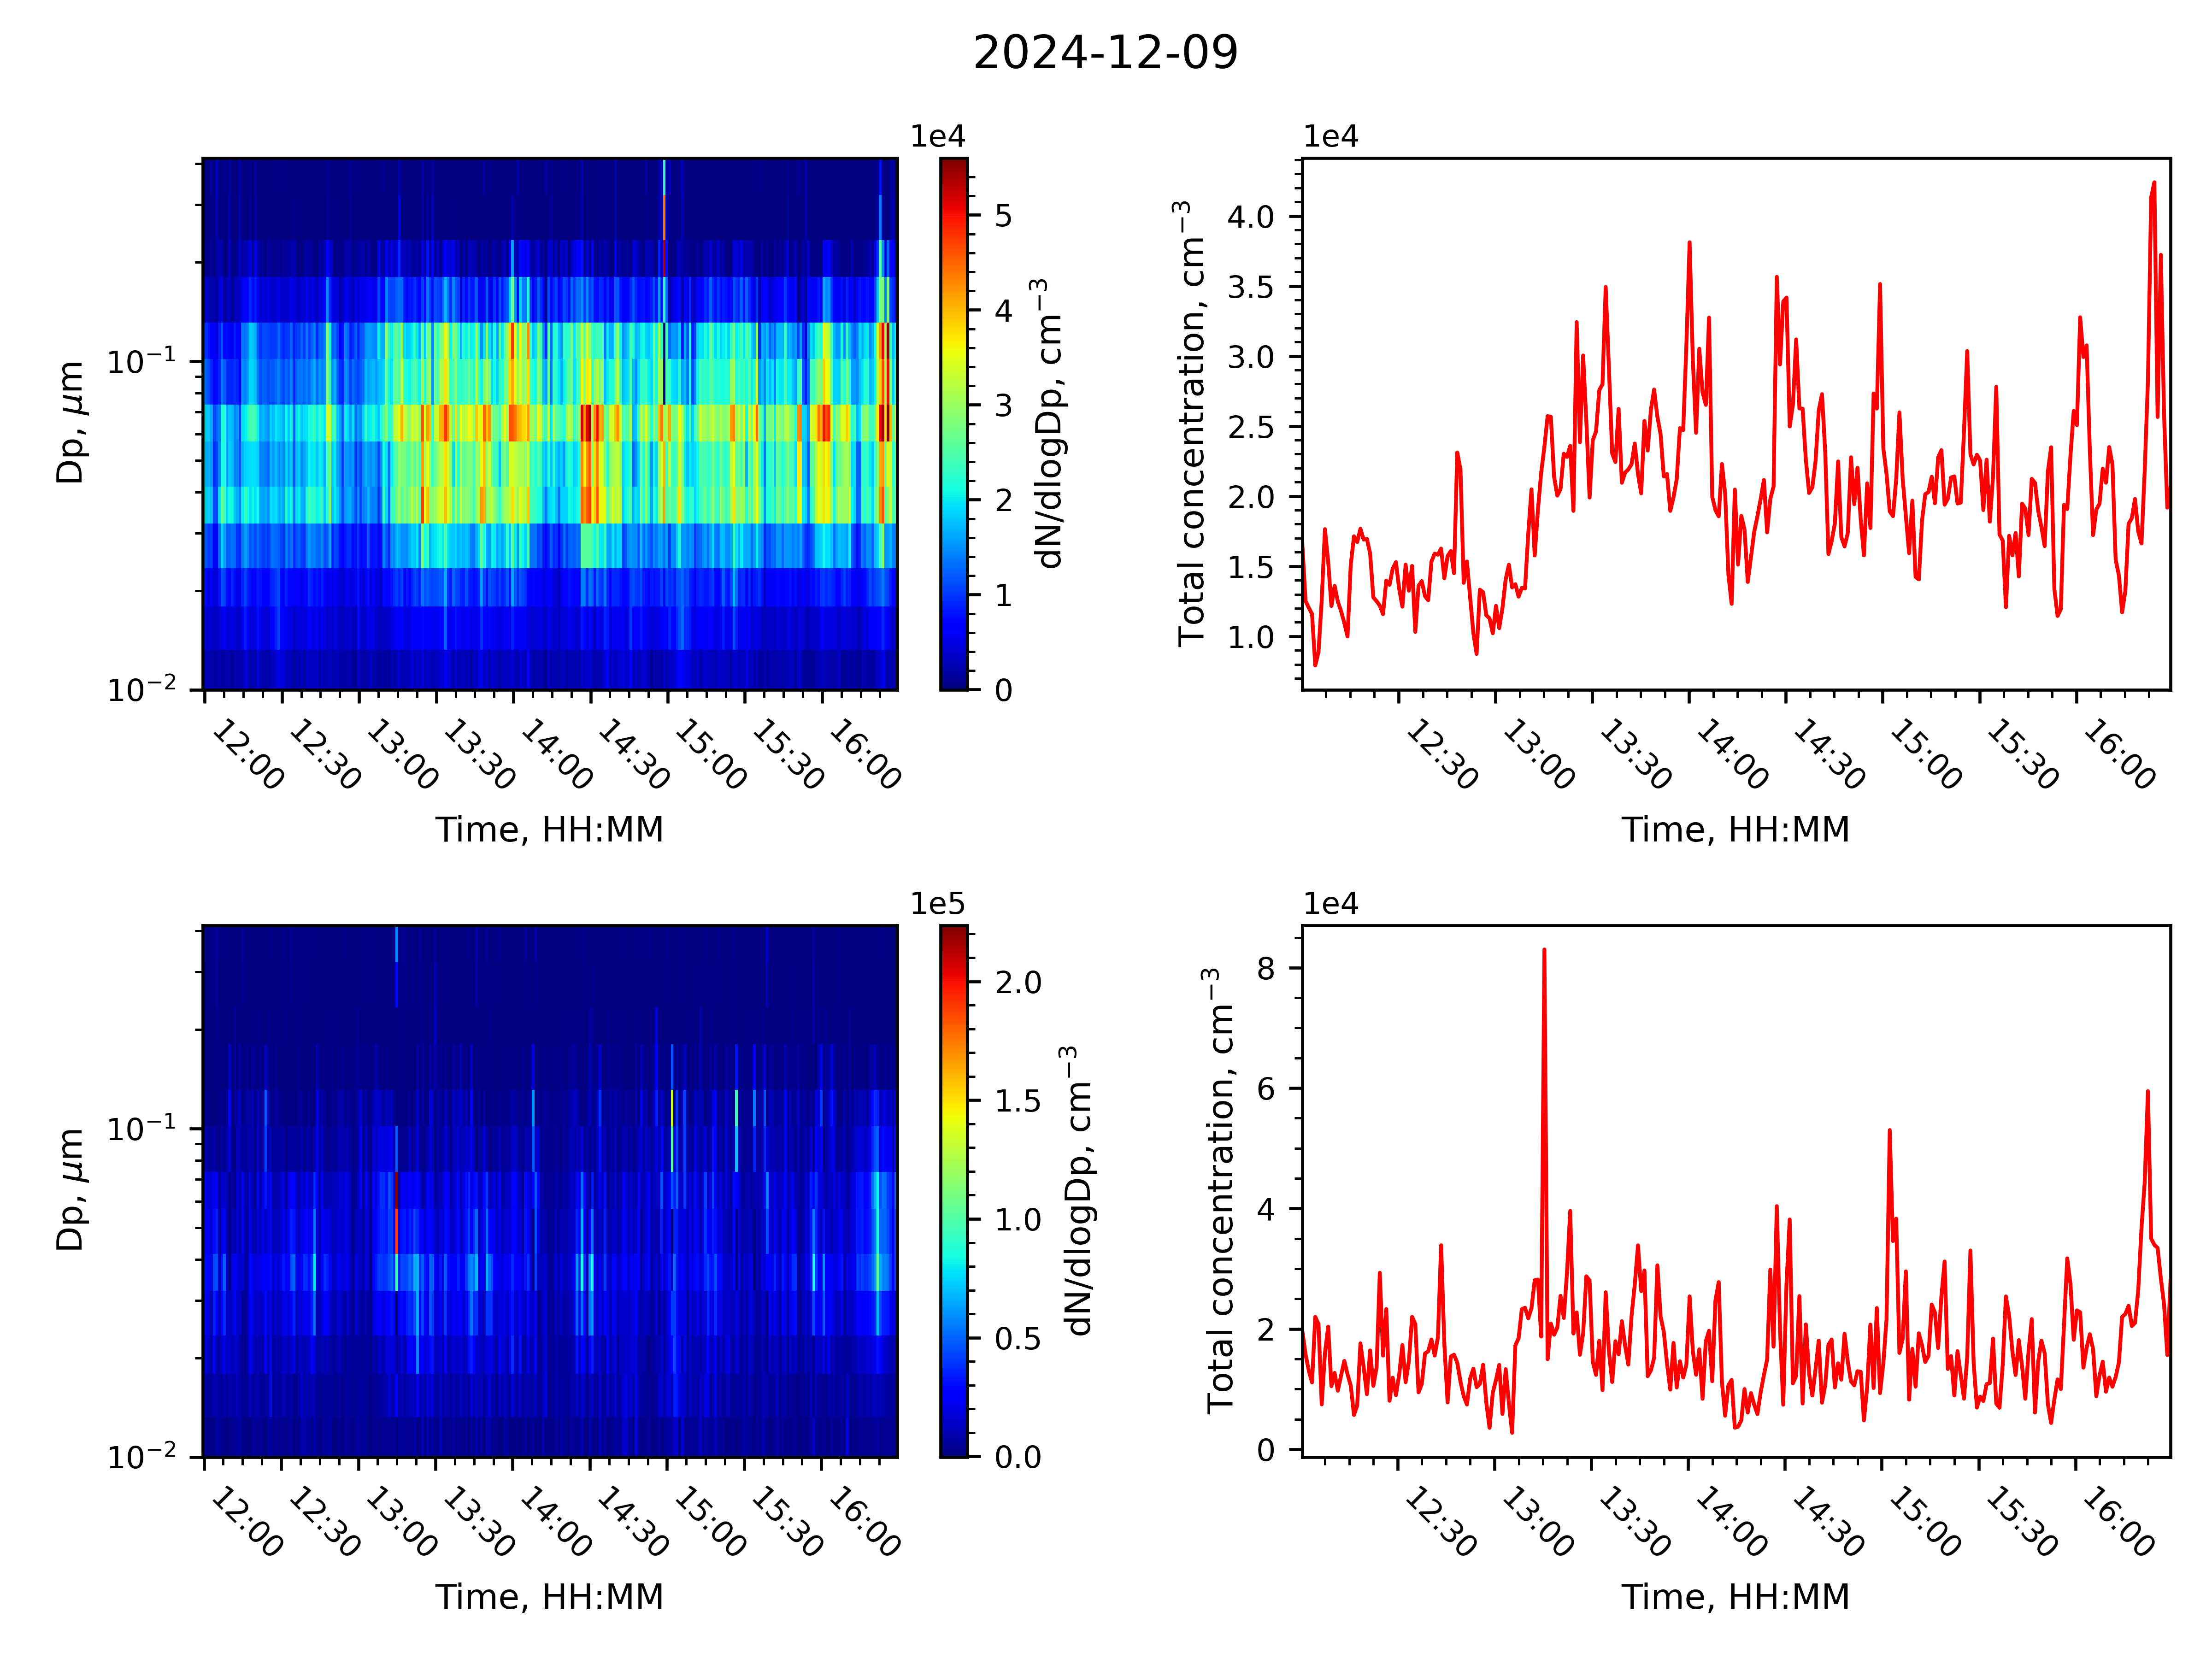 2024-12-09
1e4
10⁻¹
10⁻²
Dp, μm
12:00 12:30 13:00 13:30 14:00 14:30 15:00 15:30 16:00
Time, HH:MM
5
4
3
2
1
0
dN/dlogDp, cm⁻³
1e4
4.0
3.5
3.0
2.5
2.0
1.5
1.0
Total concentration, cm⁻³
12:30 13:00 13:30 14:00 14:30 15:00 15:30 16:00
Time, HH:MM
1e5
10⁻¹
10⁻²
Dp, μm
12:00 12:30 13:00 13:30 14:00 14:30 15:00 15:30 16:00
Time, HH:MM
2.0
1.5
1.0
0.5
0.0
dN/dlogDp, cm⁻³
1e4
8
6
4
2
0
Total concentration, cm⁻³
12:30 13:00 13:30 14:00 14:30 15:00 15:30 16:00
Time, HH:MM